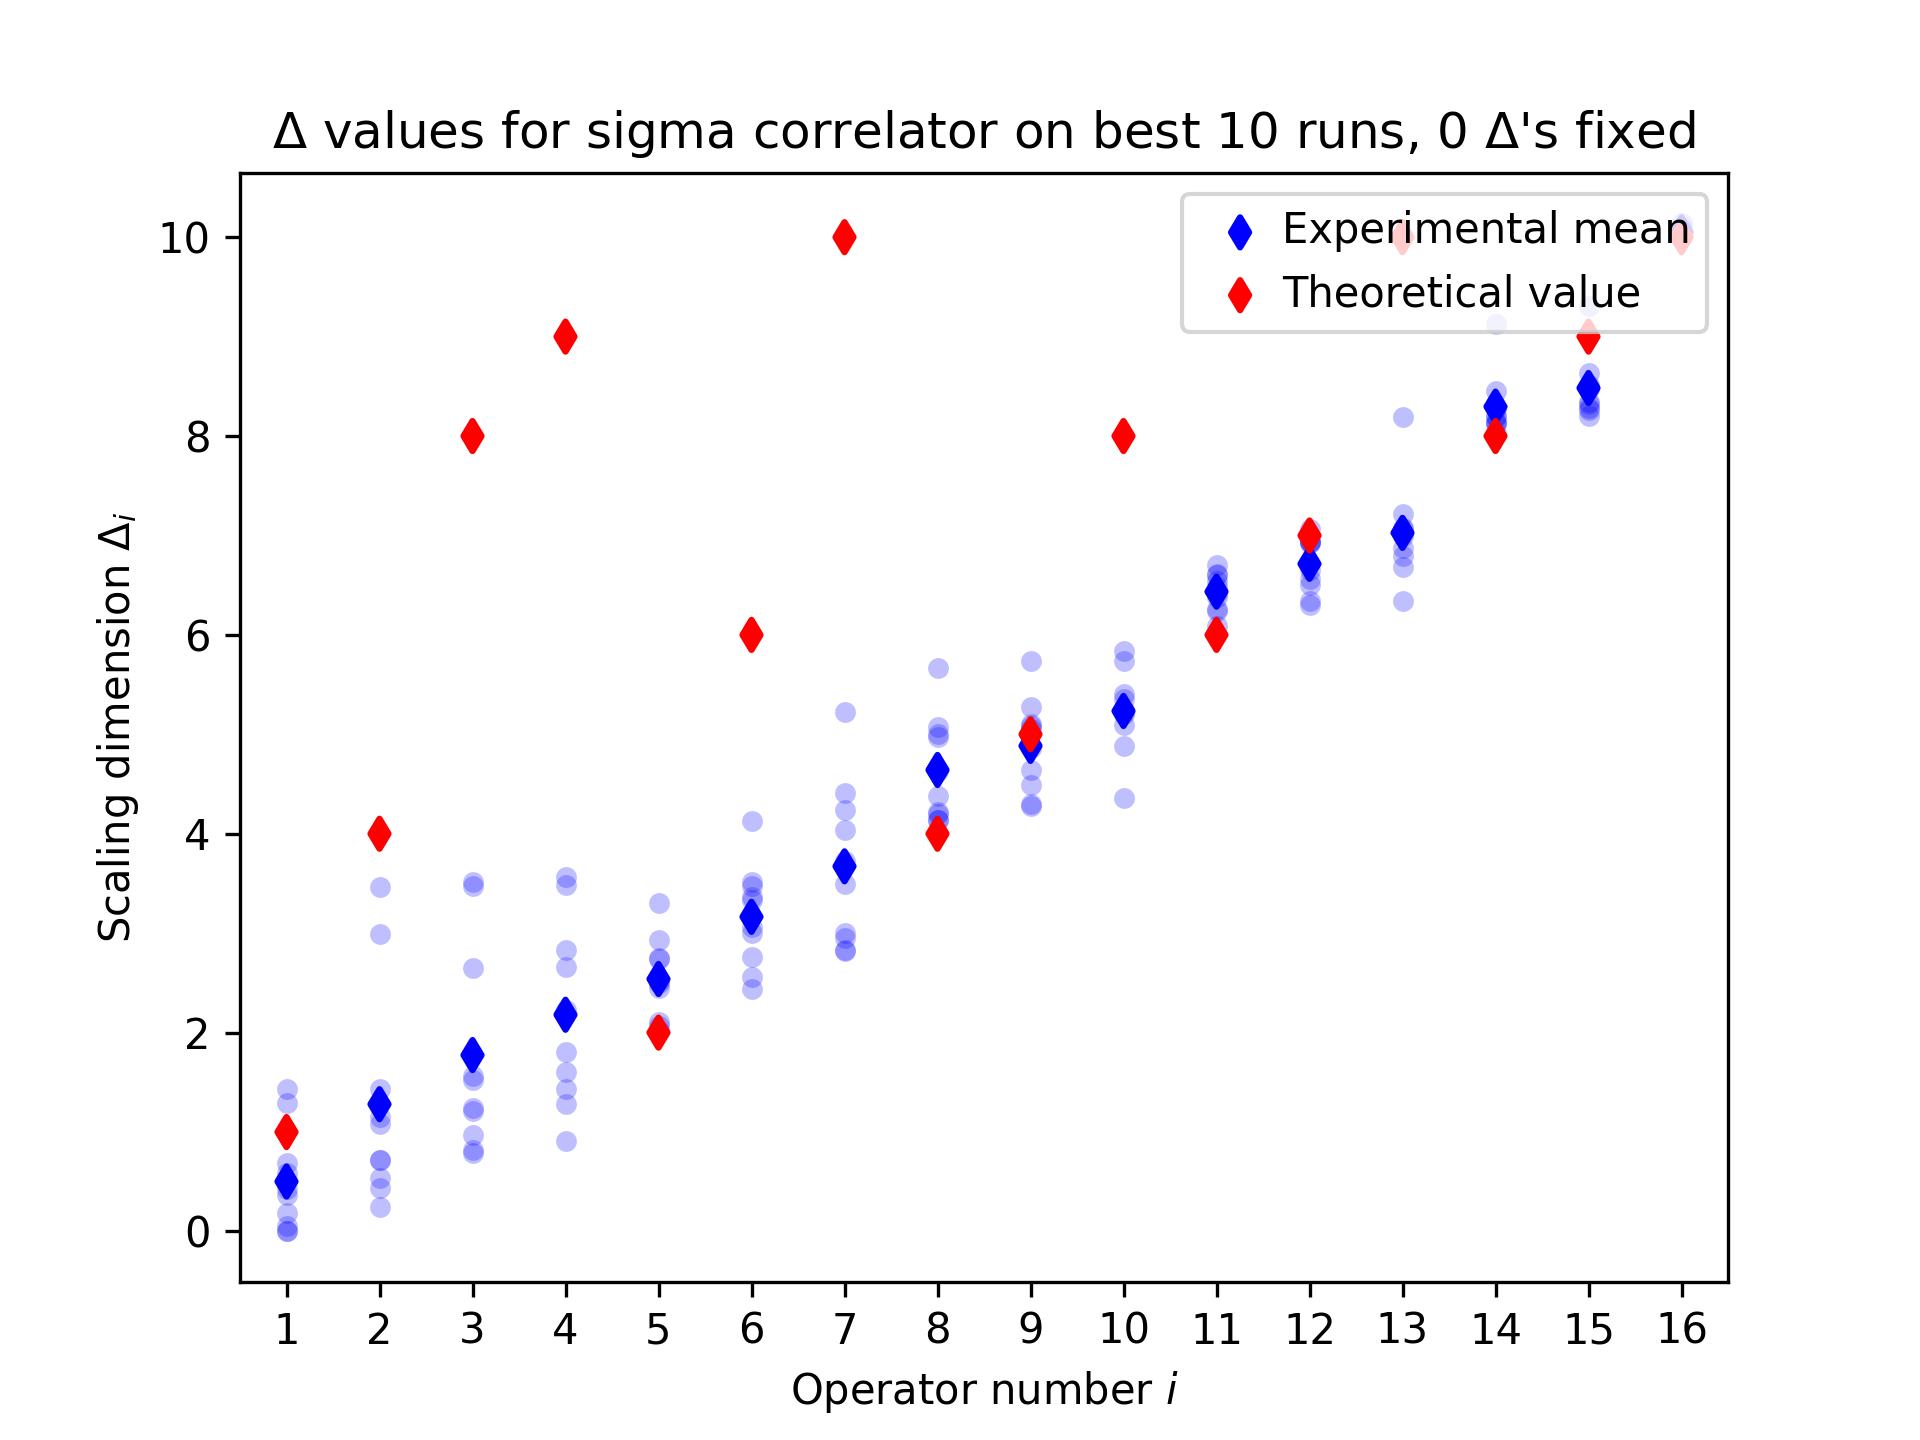 Δ values for sigma correlator on best 10 runs, 0 Δ's fixed
Experimental mean
Theoretical value
10
8
6
4
2
0
Scaling dimension Δᵢ
1 2 3 4 5 6 7 8 9 10 11 12 13 14 15 16
Operator number i